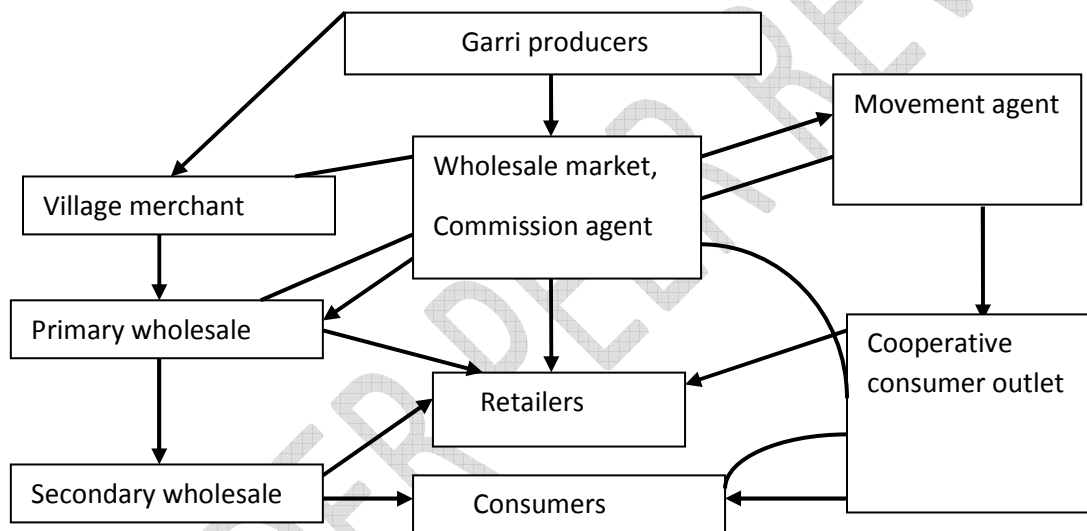 Garri producers
Movement agent
Wholesale market,
Commission agent
Village merchant
Primary wholesale
Cooperative
consumer outlet
Retailers
Secondary wholesale
Consumers